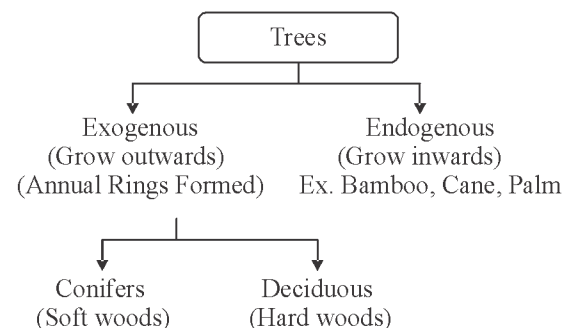 Trees
Exogenous
(Grow outwards)
(Annual Rings Formed)
Endogenous
(Grow inwards)
Ex. Bamboo, Cane, Palm
Conifers
(Soft woods)
Deciduous
(Hard woods)